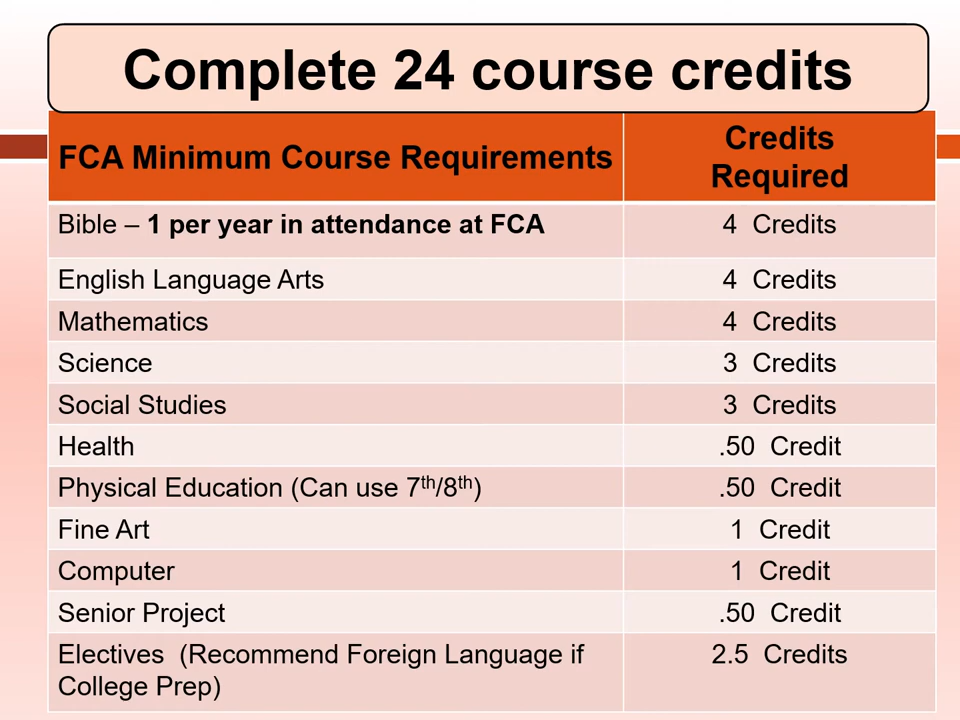 Complete 24 course credits
FCA Minimum Course Requirements
Credits
Required
Bible – 1 per year in attendance at FCA
4 Credits
English Language Arts
4 Credits
Mathematics
4 Credits
Science
3 Credits
Social Studies
3 Credits
Health
.50 Credit
Physical Education (Can use 7th/8th)
.50 Credit
Fine Art
1 Credit
Computer
1 Credit
Senior Project
.50 Credit
Electives (Recommend Foreign Language if
College Prep)
2.5 Credits